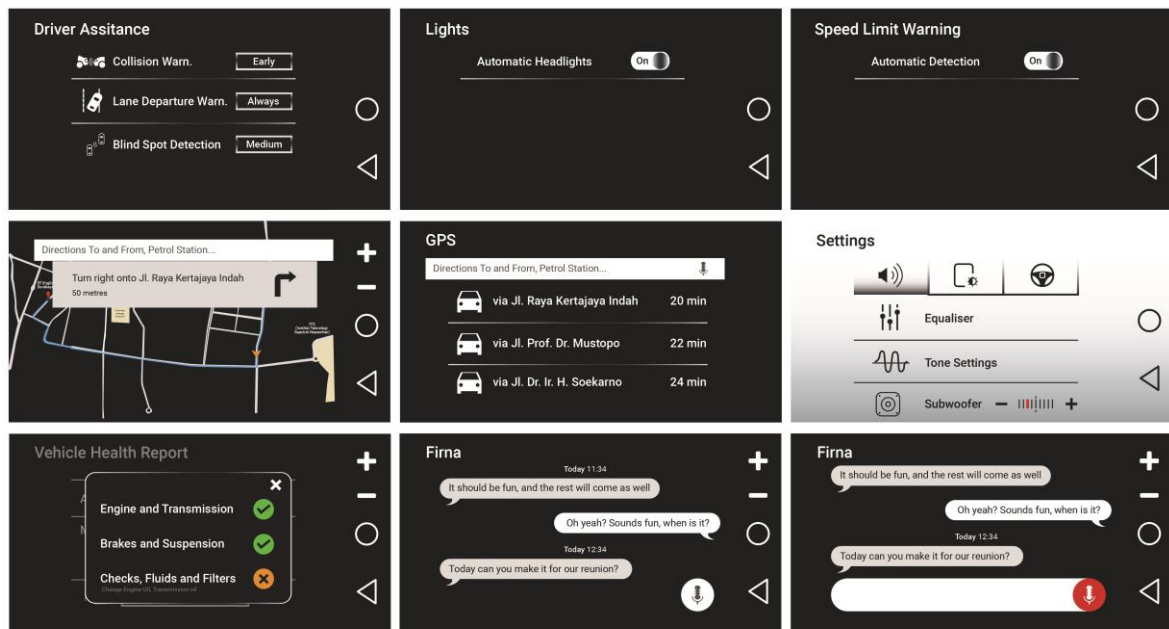 Driver Assitance
Collision Warn. Early
Lane Departure Warn. Always
Blind Spot Detection Medium
Lights
Automatic Headlights On
Speed Limit Warning
Automatic Detection On
Directions To and From, Petrol Station...
Turn right onto Jl. Raya Kertajaya Indah
50 metres
GPS
Directions To and From, Petrol Station...
via Jl. Raya Kertajaya Indah 20 min
via Jl. Prof. Dr. Mustopo 22 min
via Jl. Dr. Ir. H. Soekarno 24 min
Settings
Equaliser
Tone Settings
Subwoofer
Vehicle Health Report
Engine and Transmission
Brakes and Suspension
Checks, Fluids and Filters
Change Engine Oil, Transmission oil
Firna
Today 11:34
It should be fun, and the rest will come as well
Oh yeah? Sounds fun, when is it?
Today 12:34
Today can you make it for our reunion?
Firna
It should be fun, and the rest will come as well
Oh yeah? Sounds fun, when is it?
Today 12:34
Today can you make it for our reunion?